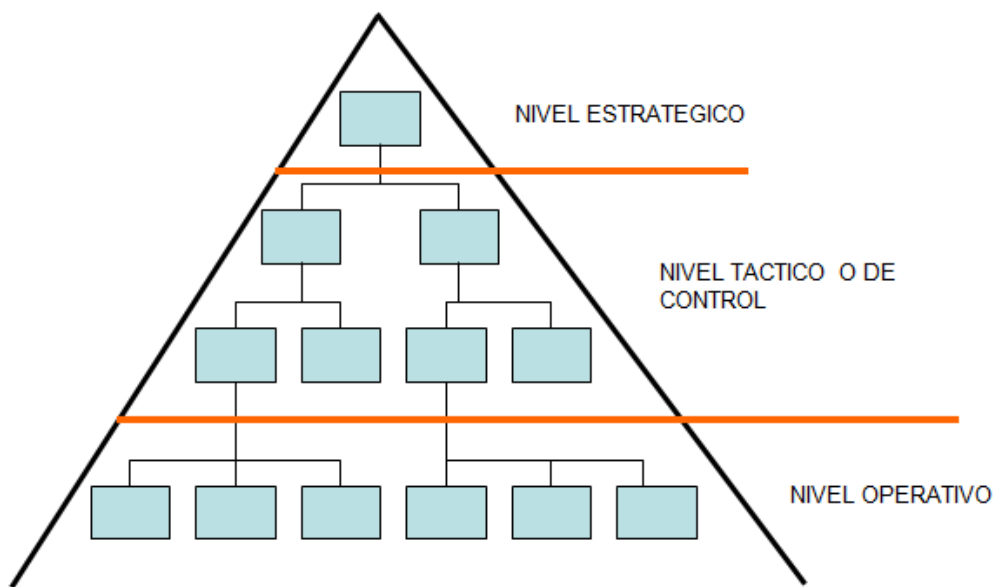 NIVEL ESTRATEGICO
NIVEL TACTICO O DE
CONTROL
NIVEL OPERATIVO